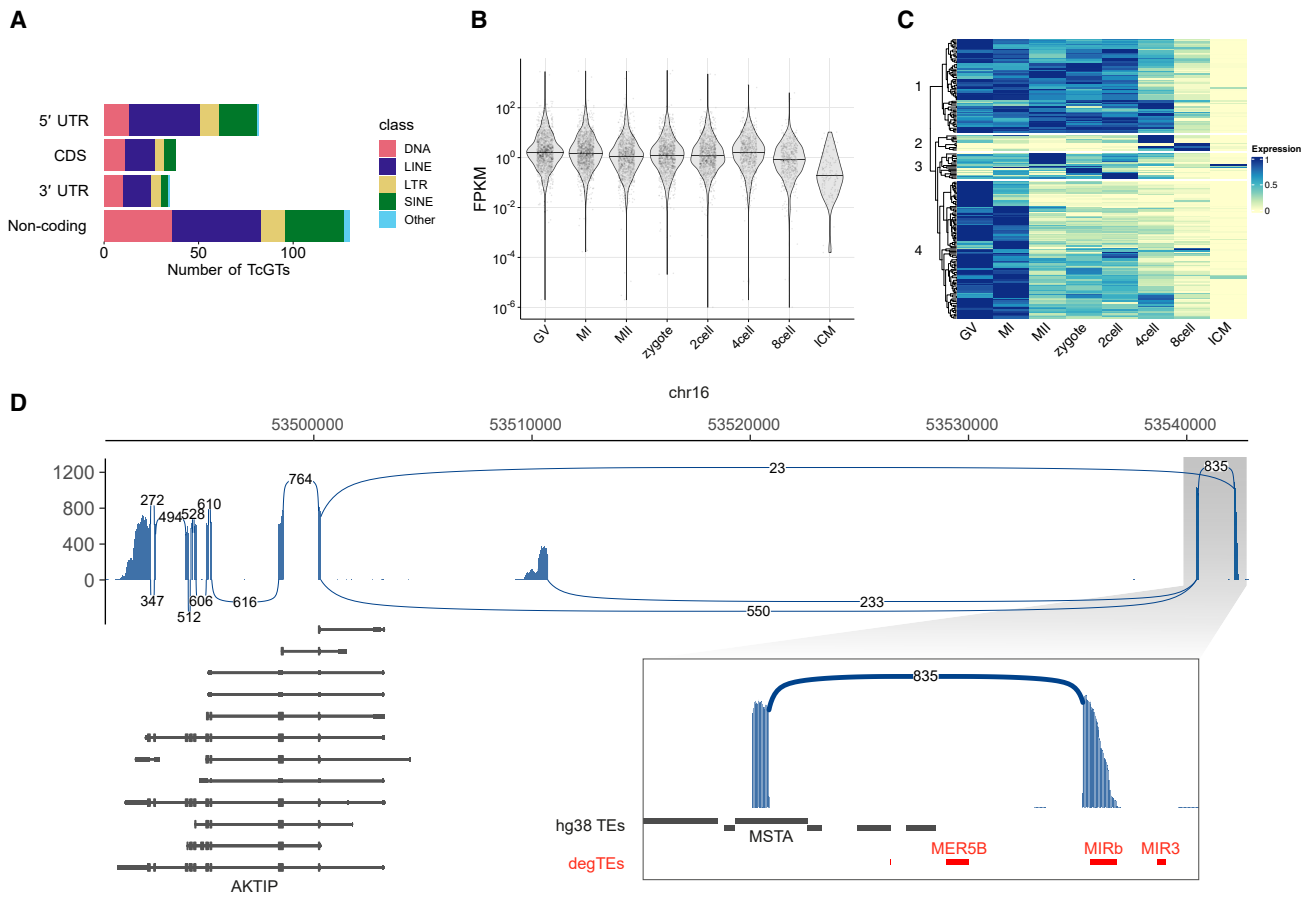 A
5′ UTR
CDS
3′ UTR
Non-coding
0 50 100
Number of TcGTs
class
DNA
LINE
LTR
SINE
Other
B
FPKM
10²
10⁰
10⁻²
10⁻⁴
10⁻⁶
GV MI MII zygote 2cell 4cell 8cell ICM
C
1
2
3
4
GV MI MII zygote 2cell 4cell 8cell ICM
Expression
1
0.5
0
D
chr16
53500000 53510000 53520000 53530000 53540000
1200
800
400
0
764 23 835
272 494 528 610
347 512 606 616 550 233
AKTIP
835
hg38 TEs
MSTA
degTEs
MER5B MIRb MIR3